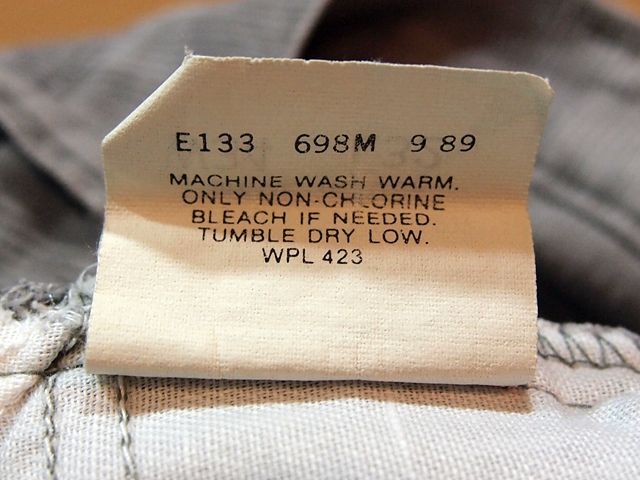 E133 698M 9 89
MACHINE WASH WARM.
ONLY NON-CHLORINE
BLEACH IF NEEDED.
TUMBLE DRY LOW.
WPL 423